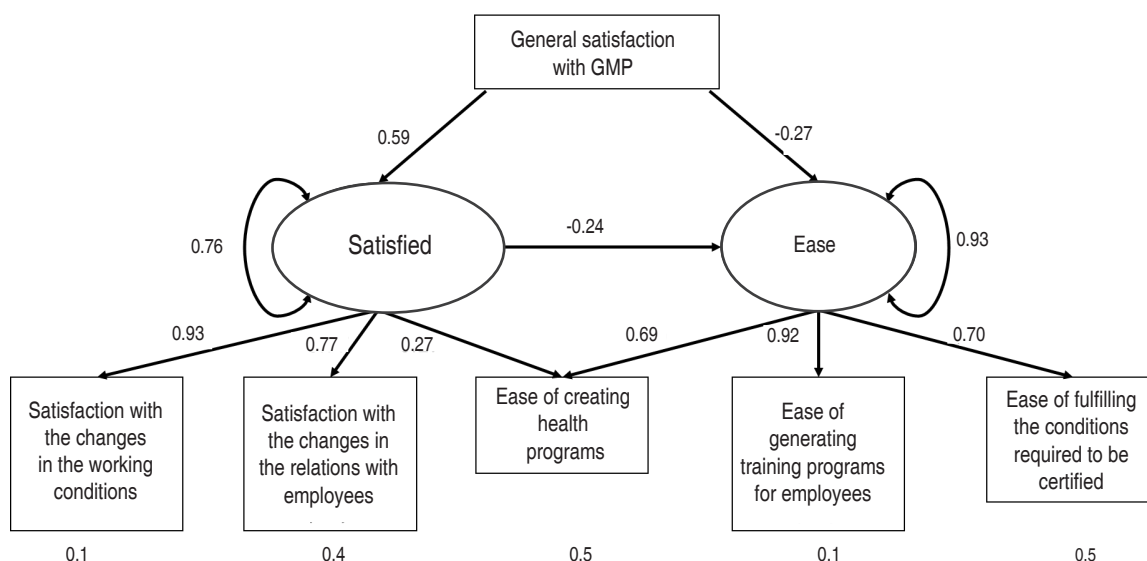 General satisfaction
with GMP
0.59
-0.27
0.76
Satisfied
-0.24
Ease
0.93
0.93
0.77
0.27
0.69
0.92
0.70
Satisfaction with
the changes
in the working
conditions
Satisfaction with
the changes in
the relations with
employees
Ease of creating
health
programs
Ease of
generating
training programs
for employees
Ease of fulfilling
the conditions
required to be
certified
0.1
0.4
0.5
0.1
0.5